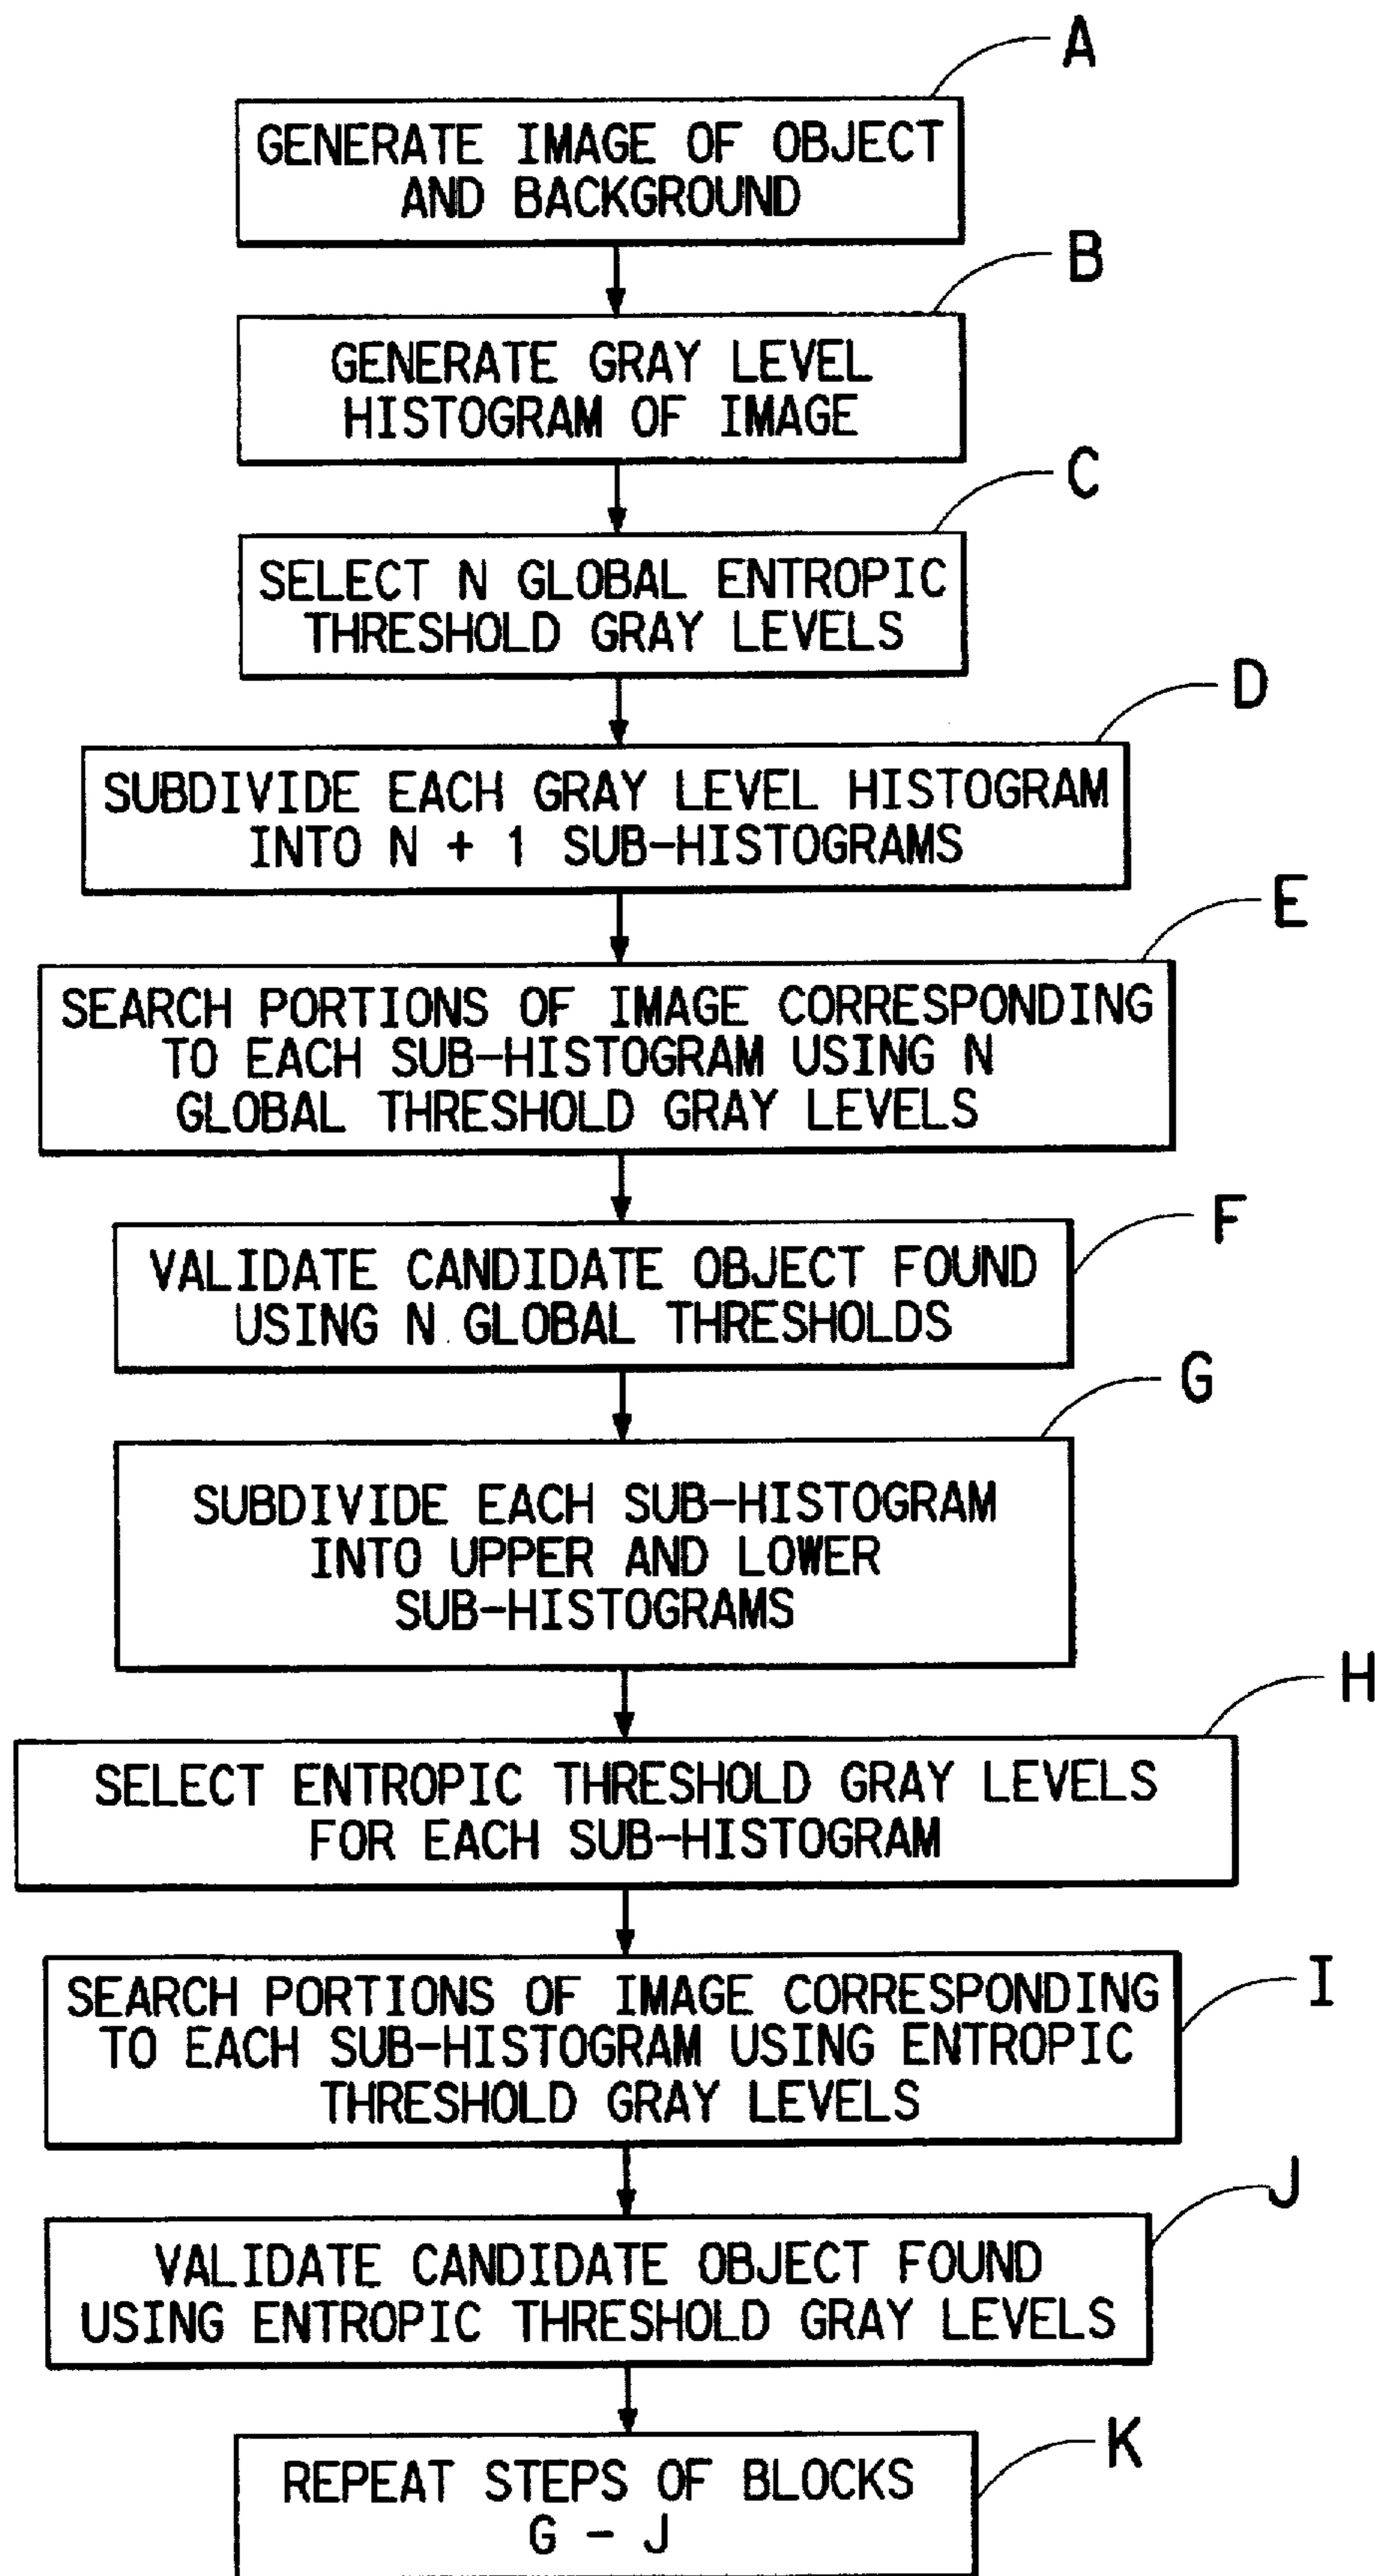 A
GENERATE IMAGE OF OBJECT
AND BACKGROUND
B
GENERATE GRAY LEVEL
HISTOGRAM OF IMAGE
C
SELECT N GLOBAL ENTROPIC
THRESHOLD GRAY LEVELS
D
SUBDIVIDE EACH GRAY LEVEL HISTOGRAM
INTO N + 1 SUB-HISTOGRAMS
E
SEARCH PORTIONS OF IMAGE CORRESPONDING
TO EACH SUB-HISTOGRAM USING N
GLOBAL THRESHOLD GRAY LEVELS
F
VALIDATE CANDIDATE OBJECT FOUND
USING N GLOBAL THRESHOLDS
G
SUBDIVIDE EACH SUB-HISTOGRAM
INTO UPPER AND LOWER
SUB-HISTOGRAMS
H
SELECT ENTROPIC THRESHOLD GRAY LEVELS
FOR EACH SUB-HISTOGRAM
I
SEARCH PORTIONS OF IMAGE CORRESPONDING
TO EACH SUB-HISTOGRAM USING ENTROPIC
THRESHOLD GRAY LEVELS
J
VALIDATE CANDIDATE OBJECT FOUND
USING ENTROPIC THRESHOLD GRAY LEVELS
K
REPEAT STEPS OF BLOCKS
G - J